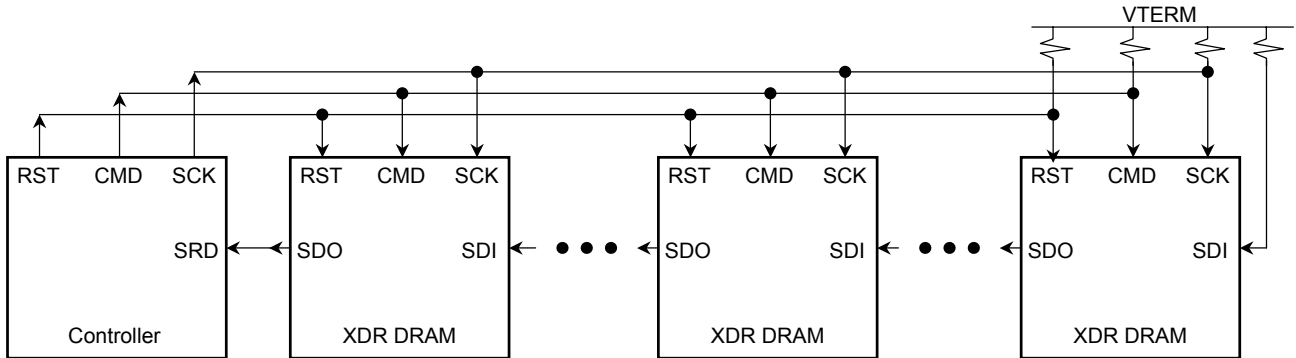 VTERM
RST CMD SCK RST CMD SCK RST CMD SCK RST CMD SCK
SRD SDO SDI SDO SDI SDO SDI
Controller XDR DRAM XDR DRAM XDR DRAM